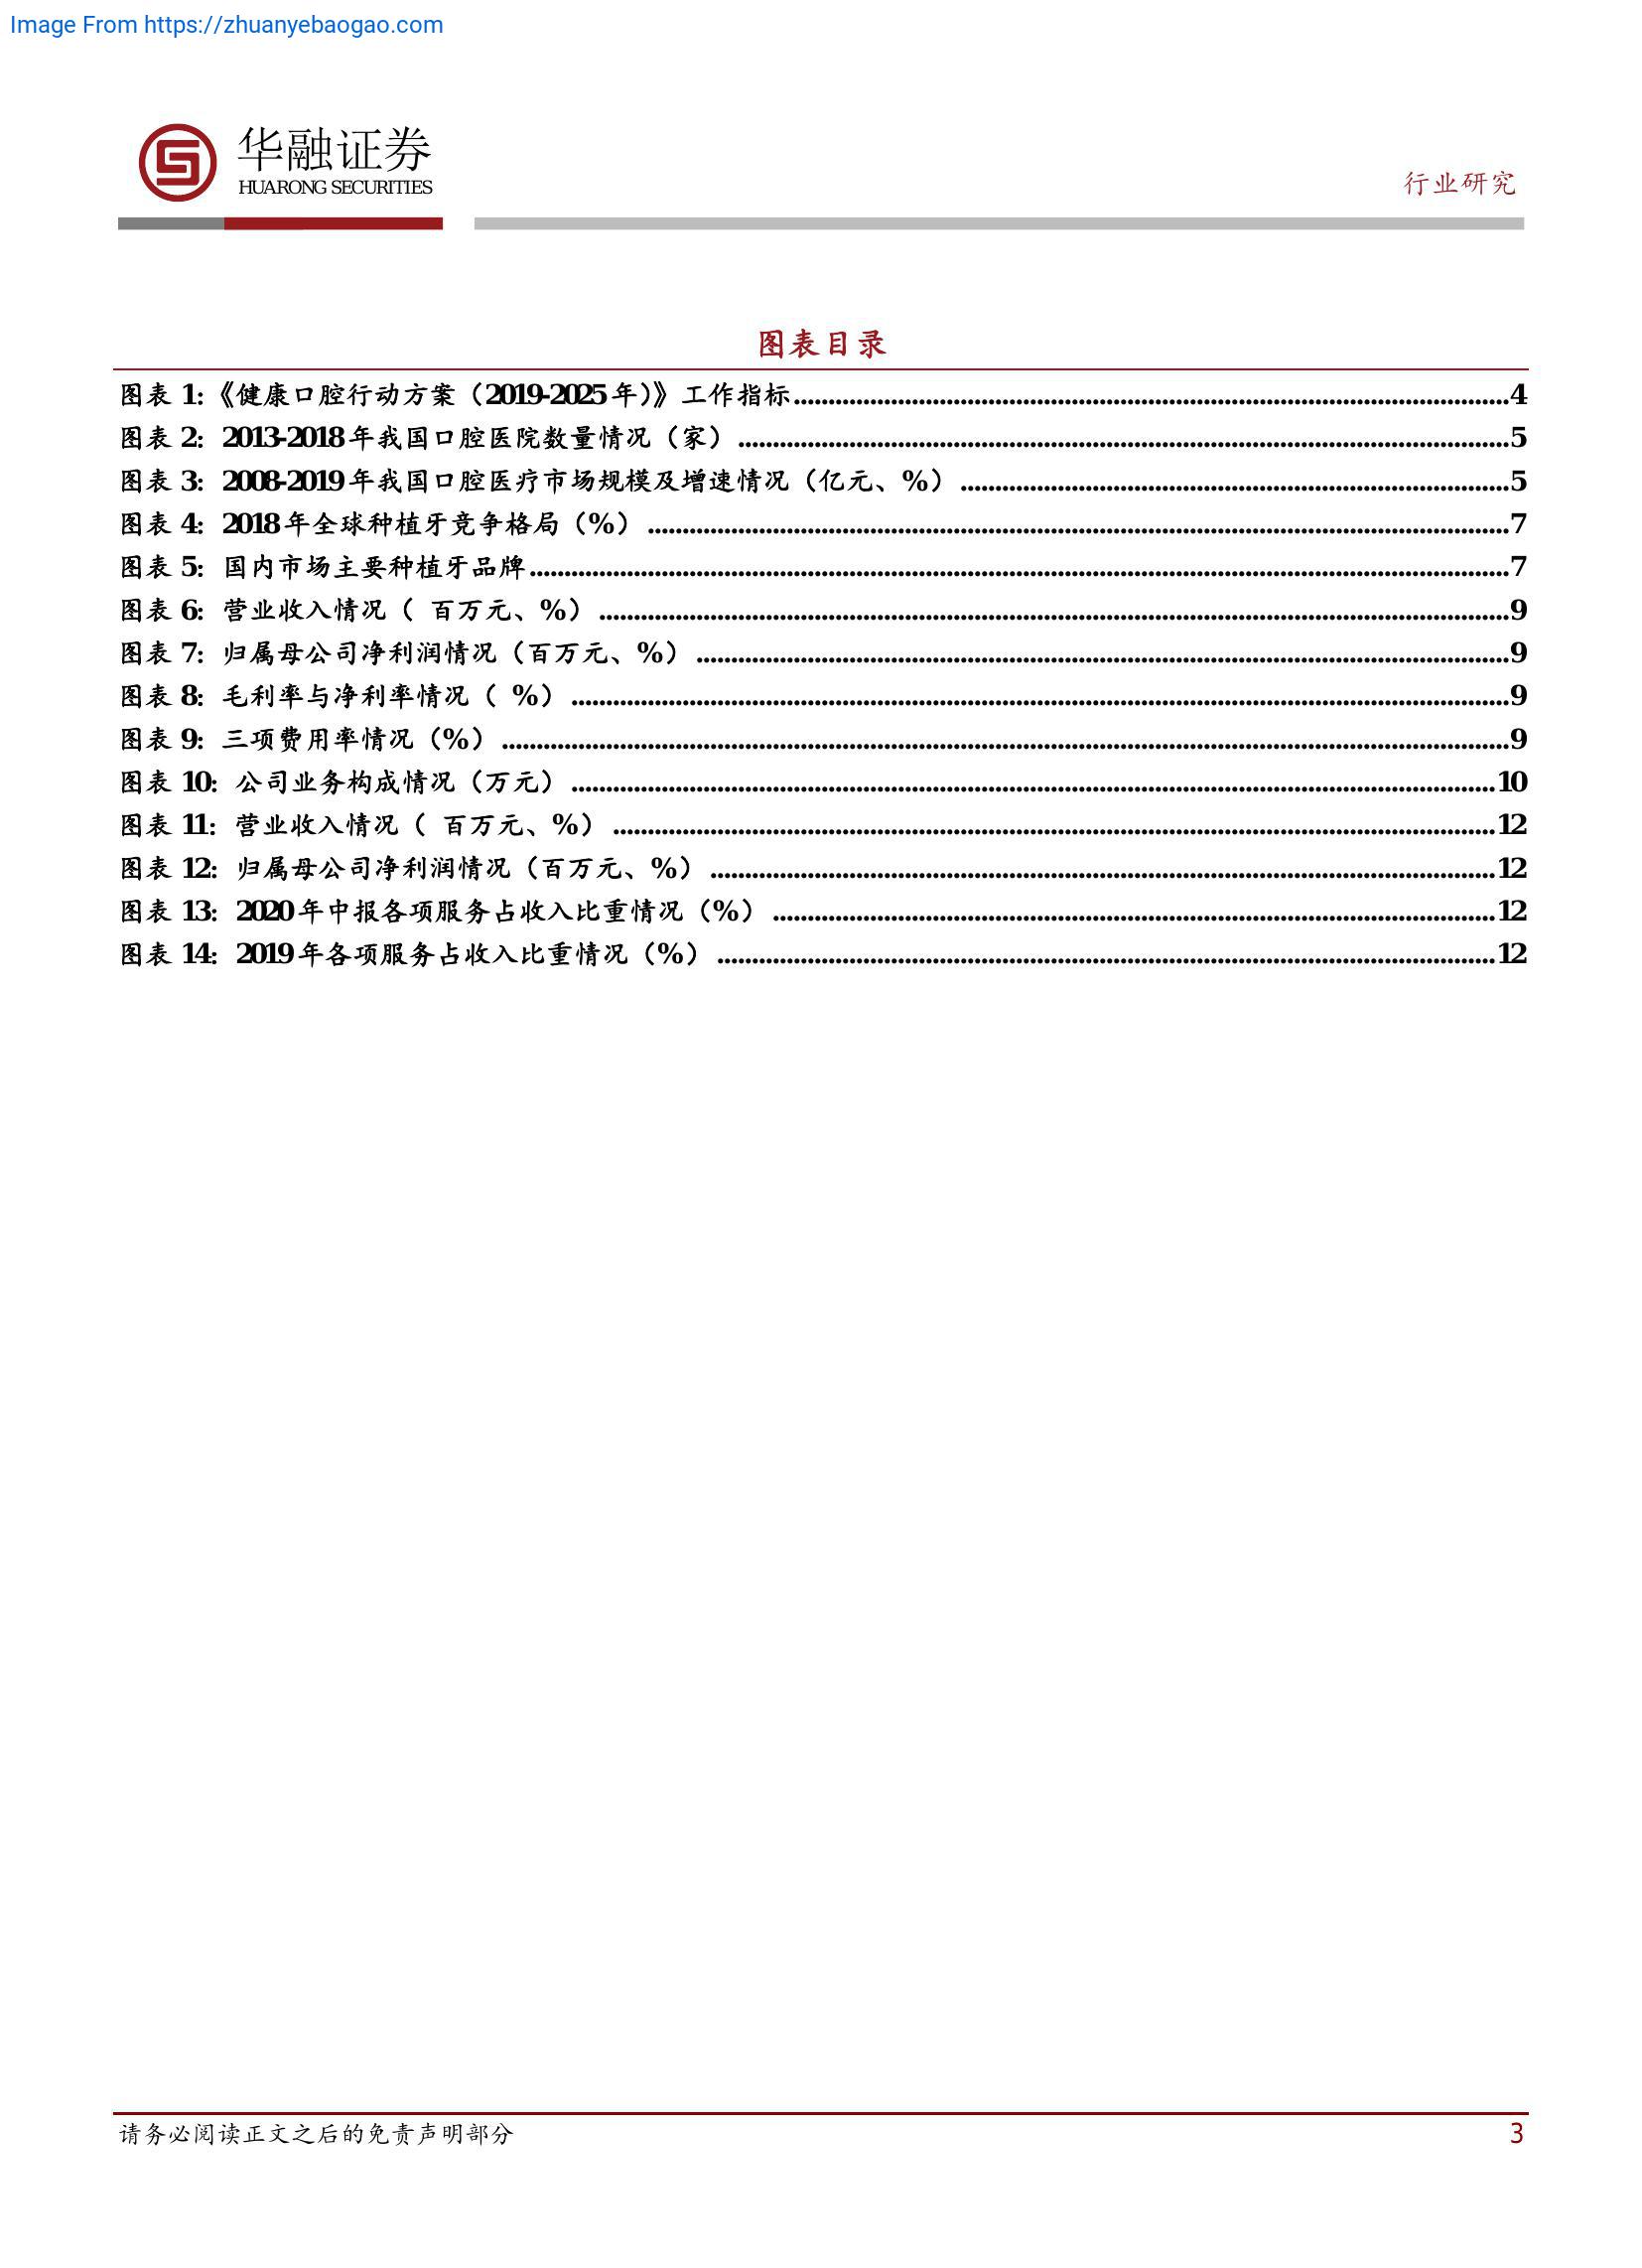 Image From https://zhuanyebaogao.com
华融证券
HUARONG SECURITIES
行业研究
图表目录
图表 1:《健康口腔行动方案（2019-2025 年）》工作指标....................4
图表 2: 2013-2018 年我国口腔医院数量情况（家）....................5
图表 3: 2008-2019 年我国口腔医疗市场规模及增速情况（亿元、%）....................5
图表 4: 2018 年全球种植牙竞争格局（%）....................7
图表 5: 国内市场主要种植牙品牌....................7
图表 6: 营业收入情况（ 百万元、%）....................9
图表 7: 归属母公司净利润情况（百万元、%）....................9
图表 8: 毛利率与净利率情况（ %）....................9
图表 9: 三项费用率情况（%）....................9
图表 10: 公司业务构成情况（万元）....................10
图表 11: 营业收入情况（ 百万元、%）....................12
图表 12: 归属母公司净利润情况（百万元、%）....................12
图表 13: 2020 年中报各项服务占收入比重情况（%）....................12
图表 14: 2019 年各项服务占收入比重情况（%）....................12
请务必阅读正文之后的免责声明部分
3